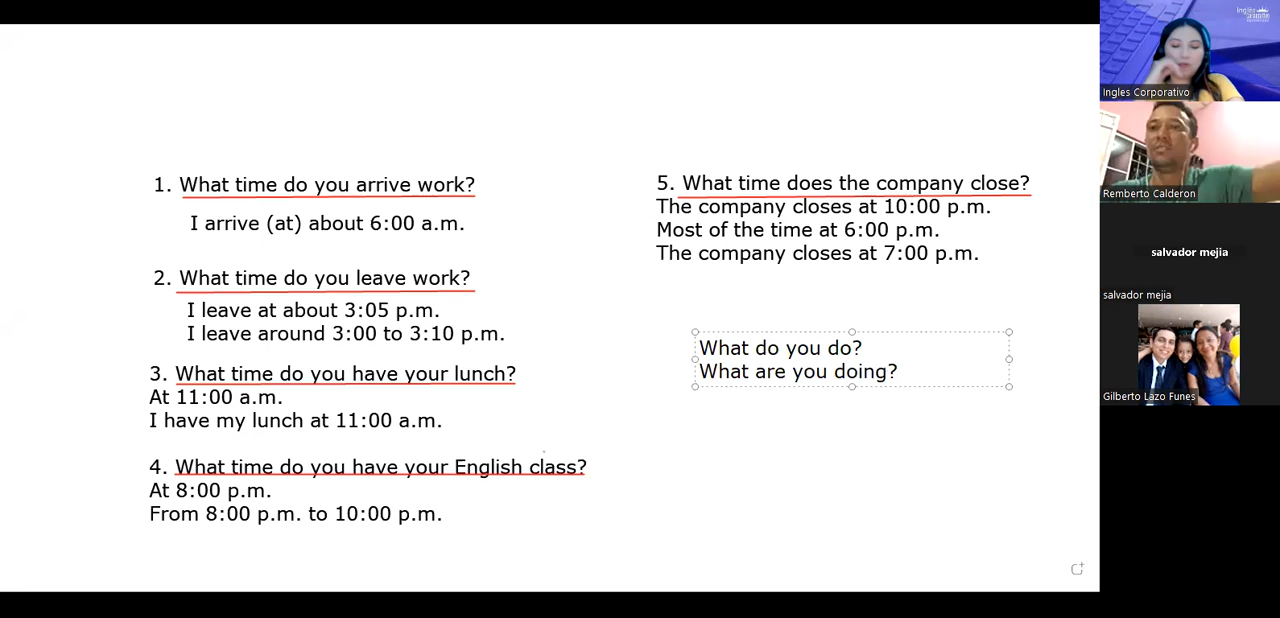 1. What time do you arrive work?
I arrive (at) about 6:00 a.m.
2. What time do you leave work?
I leave at about 3:05 p.m.
I leave around 3:00 to 3:10 p.m.
3. What time do you have your lunch?
At 11:00 a.m.
I have my lunch at 11:00 a.m.
4. What time do you have your English class?
At 8:00 p.m.
From 8:00 p.m. to 10:00 p.m.
5. What time does the company close?
The company closes at 10:00 p.m.
Most of the time at 6:00 p.m.
The company closes at 7:00 p.m.
What do you do?
What are you doing?
Ingles Corporativo
Remberto Calderon
salvador mejia
salvador mejia
Gilberto Lazo Funes